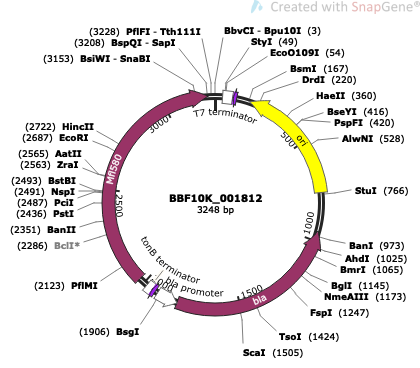 Created with SnapGene®
(3228) PflFI - Tth111I
(3208) BspQI - SapI
(3153) BsiWI - SnaBI
BbvCI - Bpu10I (3)
StyI (49)
EcoO109I (54)
BsmI (167)
DrdI (220)
HaeII (360)
BseYI (416)
PspFI (420)
AlwNI (528)
StuI (766)
BanI (973)
AhdI (1025)
BmrI (1065)
BglI (1145)
NmeAIII (1173)
FspI (1247)
TsoI (1424)
ScaI (1505)
(1906) BsgI
(2123) PflMI
(2286) BclI*
(2351) BanII
(2436) PstI
(2487) PciI
(2491) NspI
(2493) BstBI
(2563) ZraI
(2565) AatII
(2687) EcoRI
(2722) HincII
T7 terminator
ori
bla
bla promoter
tonB terminator
500
1000
1500
2500
3000
BBF10K_001812
3248 bp